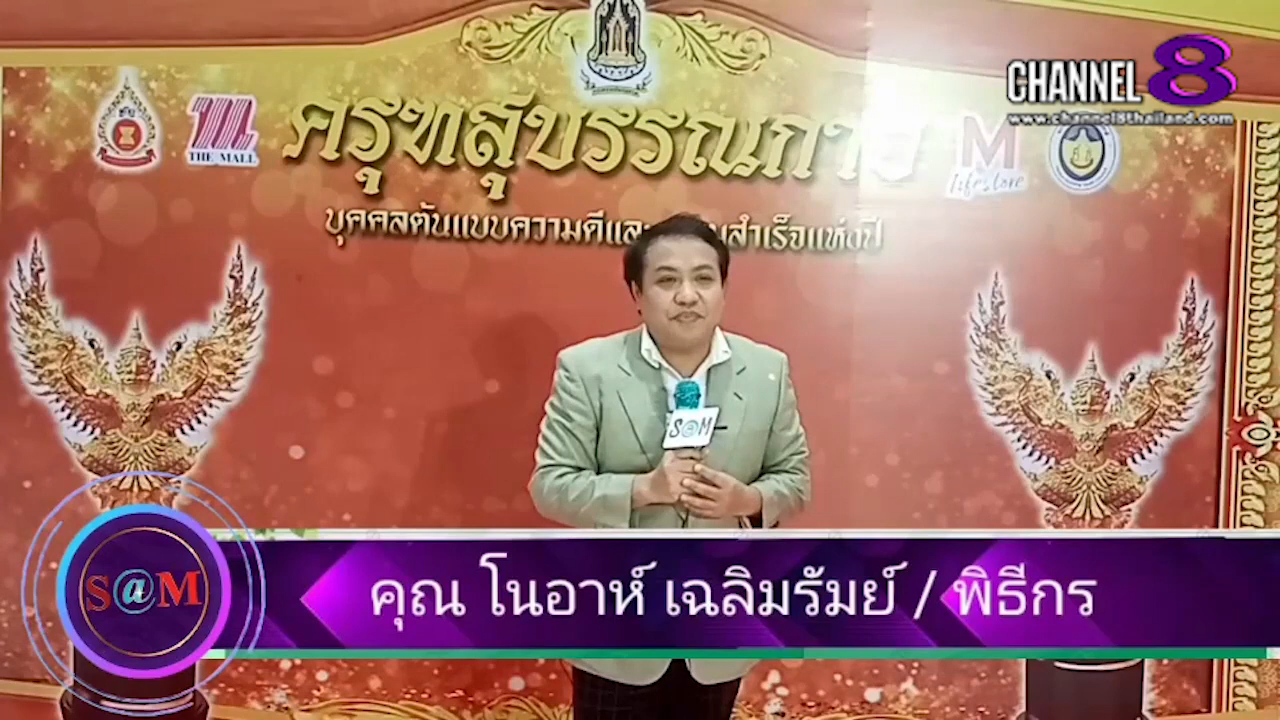 CHANNEL 8
www.channel8thailand.com
THE MALL
ครุฑสุบรรณกา
M
Life Store
บุคคลต้นแบบความดีและ สำเร็จแห่งปี
S@M
S@M
คุณ โนอาห์ เฉลิมรัมย์ / พิธีกร